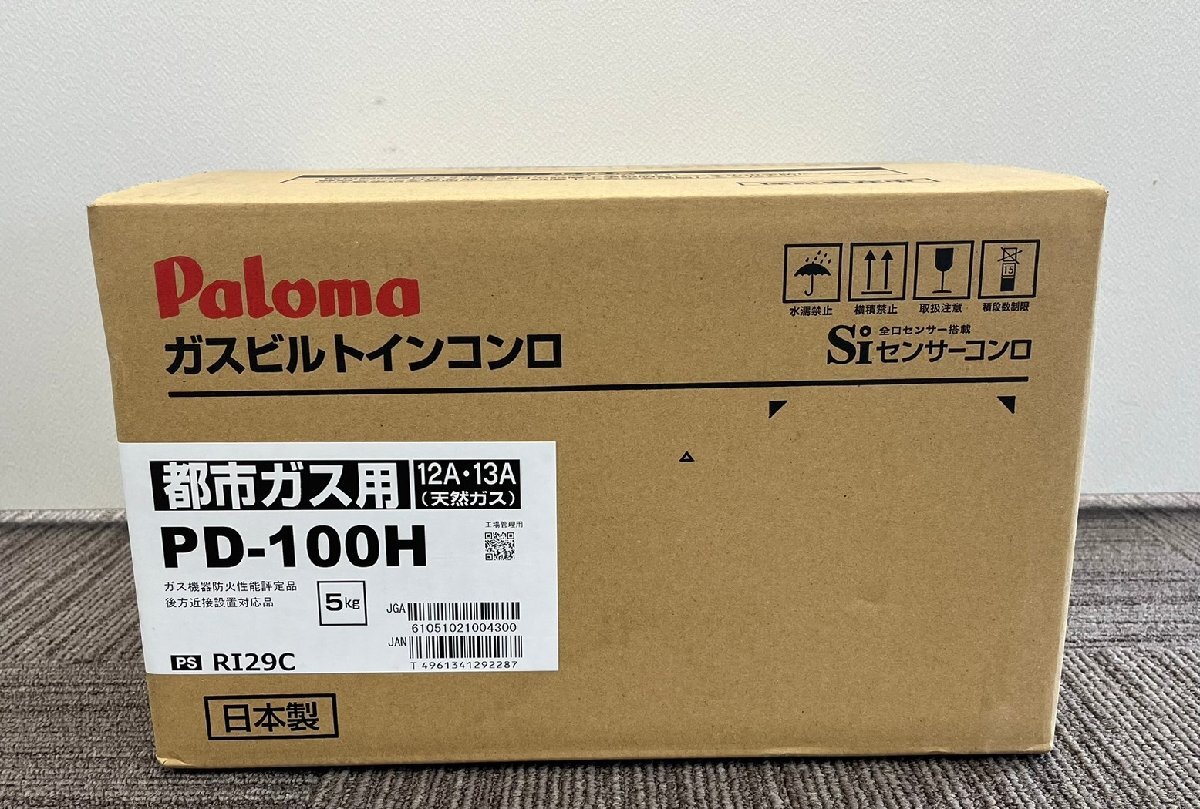 Paloma
ガスビルトインコンロ
水濡禁止 横積禁止 取扱注意 積段数制限
15
全口センサー搭載
Siセンサーコンロ
都市ガス用 12A・13A
(天然ガス)
PD-100H
工場管理用
ガス機器防火性能評定品
後方近接設置対応品
5kg
JGA
61051021004300
JAN
T 4961341292287
PS RI29C
日本製